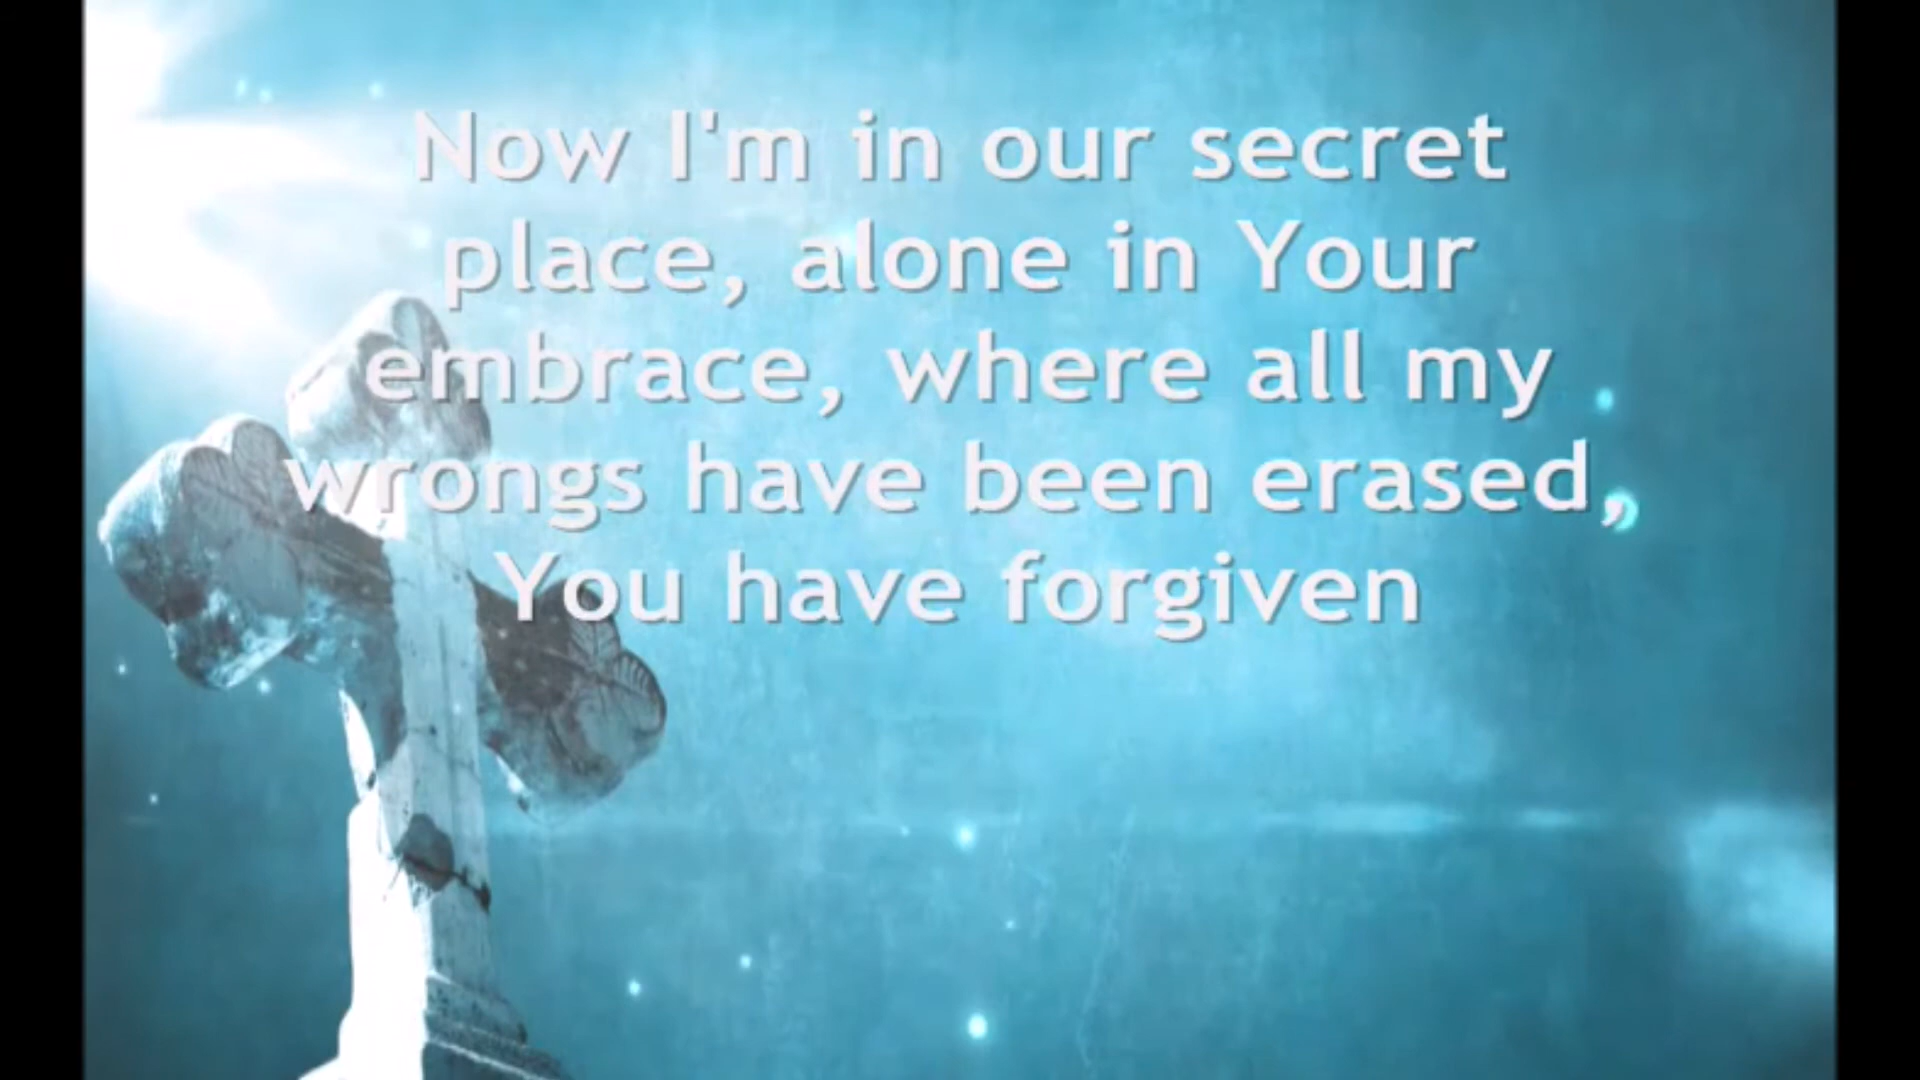 Now I'm in our secret
place, alone in Your
embrace, where all my
wrongs have been erased,
You have forgiven